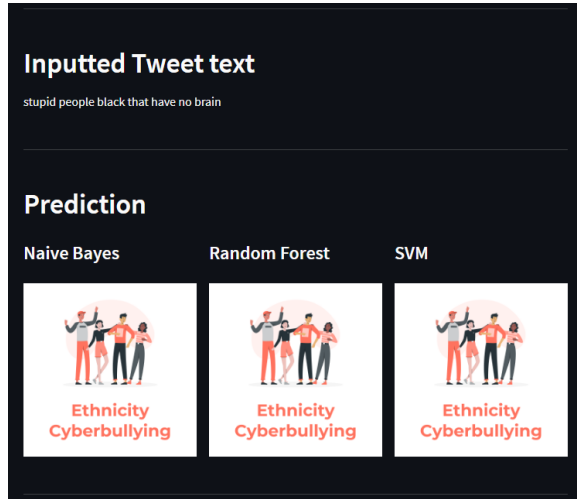 Inputted Tweet text
stupid people black that have no brain
Prediction
Naive Bayes
Random Forest
SVM
Ethnicity
Cyberbullying
Ethnicity
Cyberbullying
Ethnicity
Cyberbullying